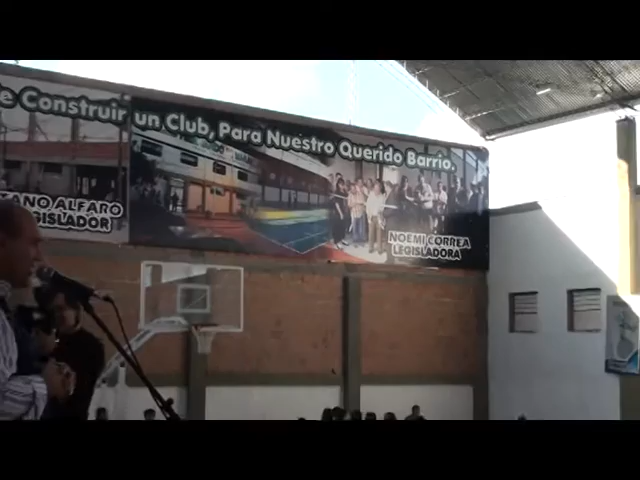 e Construir un Club, Para Nuestro Querido Barrio.
TANO ALFARO
LEGISLADOR
NOEMI CORREA
LEGISLADORA